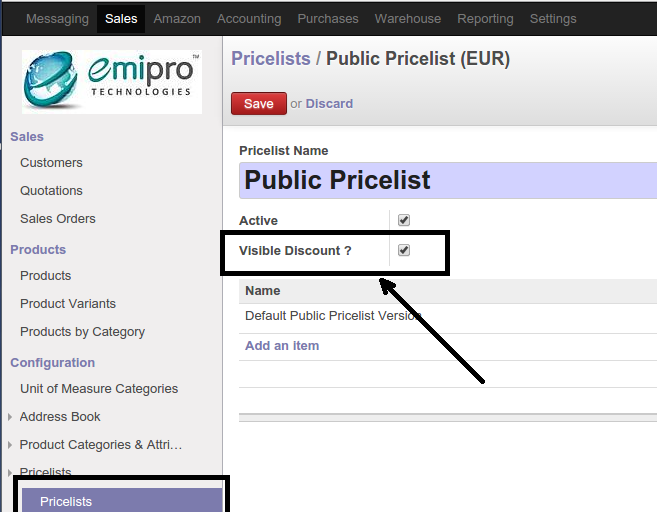 Messaging Sales Amazon Accounting Purchases Warehouse Reporting Settings
emipro™
TECHNOLOGIES
Sales
Customers
Quotations
Sales Orders
Products
Products
Product Variants
Products by Category
Configuration
Unit of Measure Categories
Address Book
Product Categories & Attri...
Pricelists
Pricelists
Pricelists / Public Pricelist (EUR)
Save or Discard
Pricelist Name
Public Pricelist
Active
Visible Discount ?
Name
Default Public Pricelist Version
Add an item